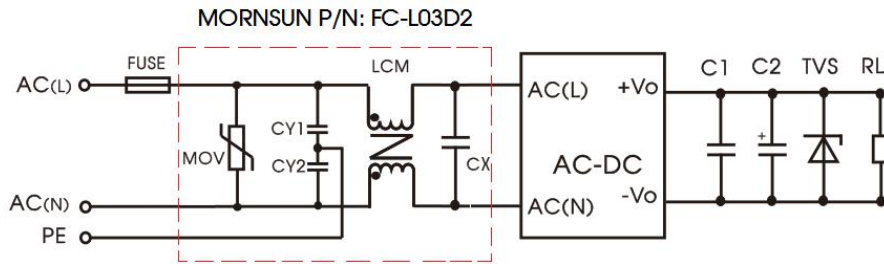 MORNSUN P/N: FC-L03D2
FUSE
LCM
C1 C2 TVS RL
AC(L)
AC(L) +Vo
CY1
+
MOV
CY2
CX
AC-DC
AC(N)
AC(N) -Vo
PE